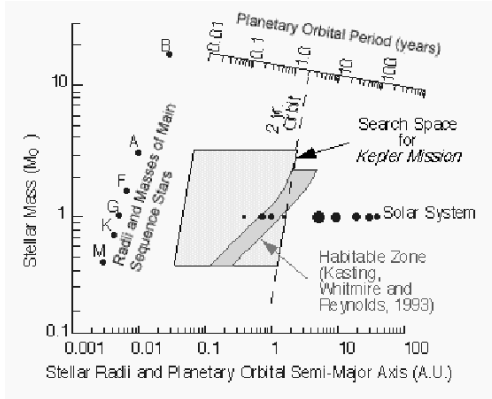 Planetary Orbital Period (years)
0.01
0.1
1.0
10
100
B
A
F
G
K
M
Radii and Masses of Main
Sequence Stars
2 yr.
Orbit
Search Space
for
Kepler Mission
Solar System
Habitable Zone
(Kasting,
Whitmire and
Reynolds, 1993)
Stellar Mass (M⊙)
10
1
0.1
0.001
0.01
0.1
1
10
100
Stellar Radii and Planetary Orbital Semi-Major Axis (A.U.)